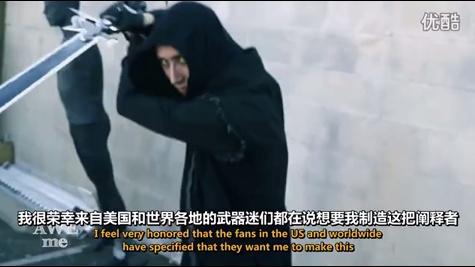 优酷
我很荣幸来自美国和世界各地的武器迷们都在说想要我制造这把阐释者
AWE
me
I feel very honored that the fans in the US and worldwide
have specified that they want me to make this